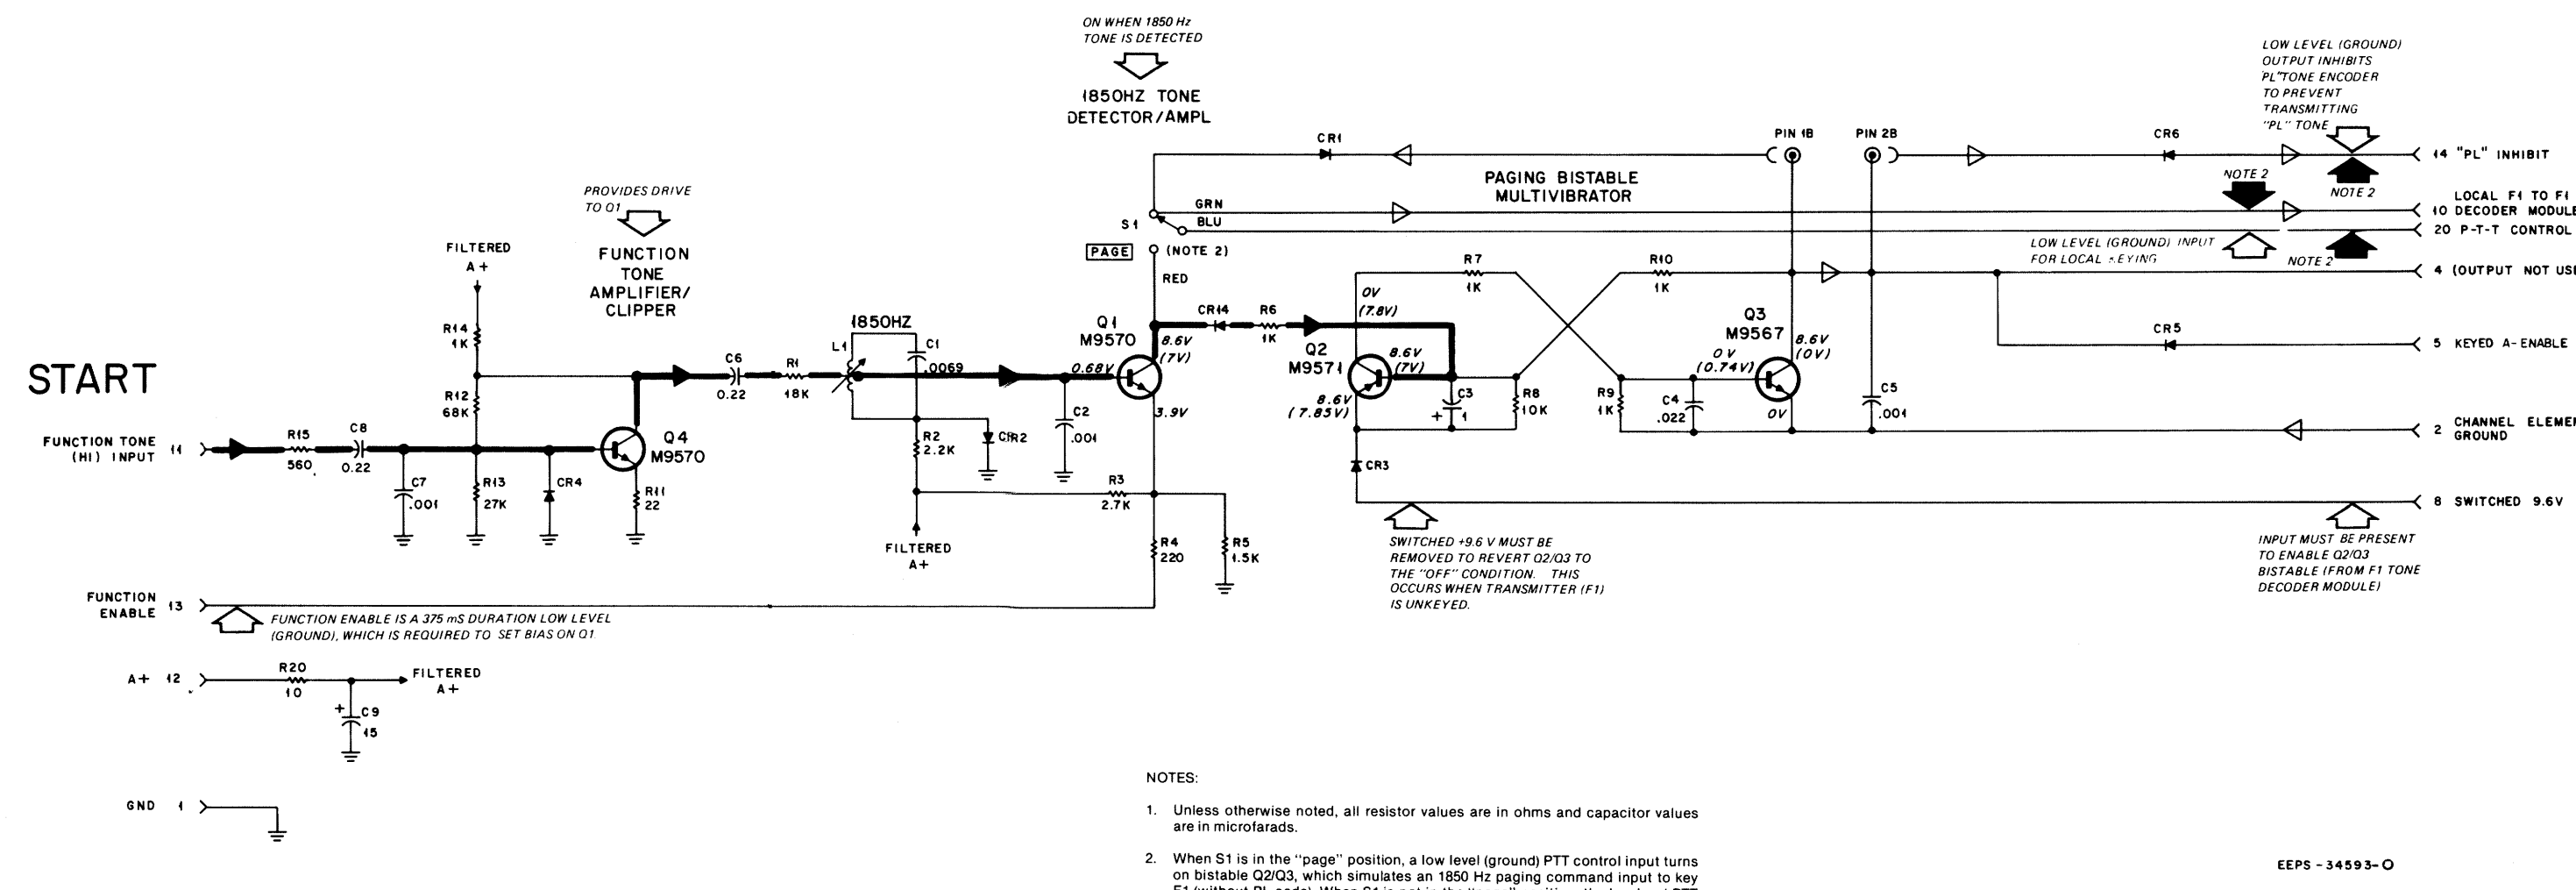 ON WHEN 1850 Hz
TONE IS DETECTED
1850HZ TONE
DETECTOR/AMPL
LOW LEVEL (GROUND)
OUTPUT INHIBITS
"PL" TONE ENCODER
TO PREVENT
TRANSMITTING
"PL" TONE
CR1
PIN 1B
PIN 2B
CR6
14 "PL" INHIBIT
NOTE 2
NOTE 2
PAGING BISTABLE
MULTIVIBRATOR
PROVIDES DRIVE
TO Q1
FUNCTION
TONE
AMPLIFIER/
CLIPPER
S1
GRN
BLU
LOCAL F1 TO F1
10 DECODER MODULE
20 P-T-T CONTROL
PAGE
(NOTE 2)
RED
LOW LEVEL (GROUND) INPUT
FOR LOCAL KEYING
NOTE 2
4 (OUTPUT NOT
FILTERED
A+
R14
1K
R12
68K
1850HZ
L1
C1
.0069
Q1
M9570
8.6V
(7V)
0.68V
3.9V
CR14
R6
1K
R7
1K
R10
1K
0V
(7.8V)
Q2
M9571
8.6V
(7V)
8.6V
(7.85V)
Q3
M9567
8.6V
(0V)
0V
(0.74V)
0V
CR5
5 KEYED A- ENABLE
START
FUNCTION TONE
(HI) INPUT
11
R15
560
C8
0.22
C7
.001
R13
27K
CR4
Q4
M9570
R11
22
C6
0.22
R1
18K
R2
2.2K
CR2
C2
.001
C3
+
1
R8
10K
R9
1K
C4
.022
C5
.001
2 CHANNEL
GROUND
CR3
R3
2.7K
R4
220
R5
1.5K
FILTERED
A+
8 SWITCHED 9.6V
SWITCHED +9.6 V MUST BE
REMOVED TO REVERT Q2/Q3 TO
THE "OFF" CONDITION. THIS
OCCURS WHEN TRANSMITTER (F1)
IS UNKEYED.
INPUT MUST BE PRESENT
TO ENABLE Q2/Q3
BISTABLE (FROM F1 TONE
DECODER MODULE)
FUNCTION
ENABLE
13
FUNCTION ENABLE IS A 375 mS DURATION LOW LEVEL
(GROUND), WHICH IS REQUIRED TO SET BIAS ON Q1.
A+ 12
R20
10
FILTERED
A+
+
C9
15
GND 1
NOTES:
1. Unless otherwise noted, all resistor values are in ohms and capacitor values
are in microfarads.
2. When S1 is in the "page" position, a low level (ground) PTT control input turns
on bistable Q2/Q3, which simulates an 1850 Hz paging command input to key
EEPS-34593-O